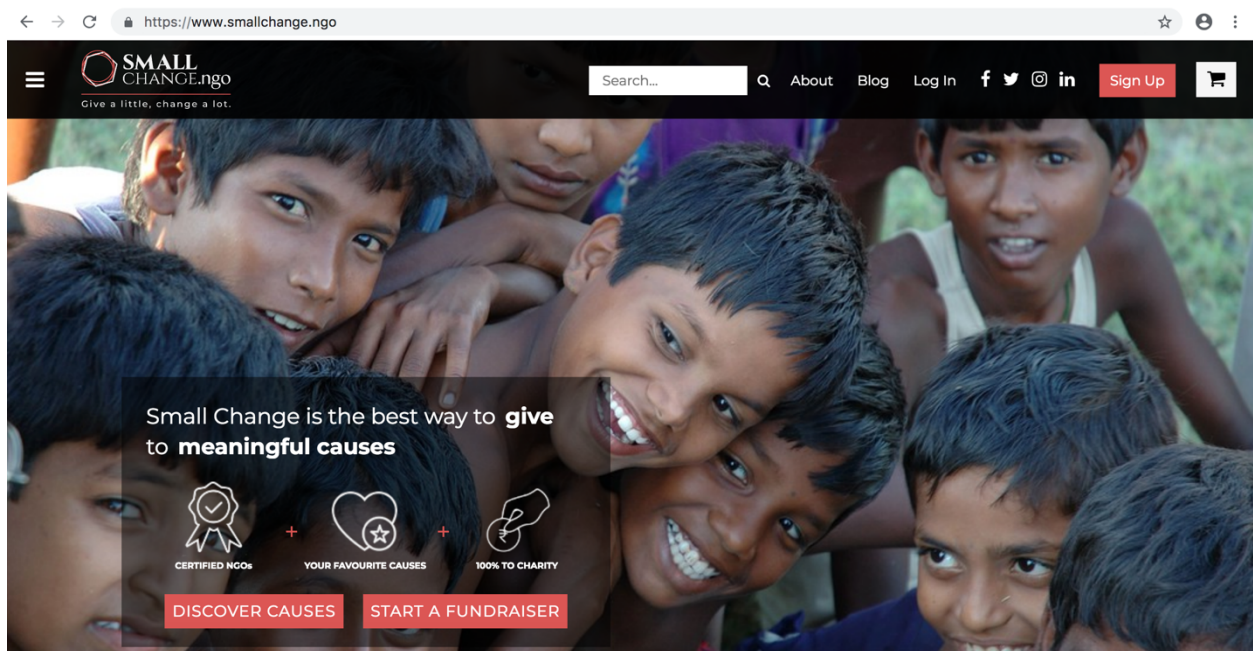 https://www.smallchange.ngo
SMALL
CHANGE.ngo
Give a little, change a lot.
Search...
About
Blog
Log In
Sign Up
Small Change is the best way to give
to meaningful causes
CERTIFIED NGOs
YOUR FAVOURITE CAUSES
100% TO CHARITY
DISCOVER CAUSES
START A FUNDRAISER